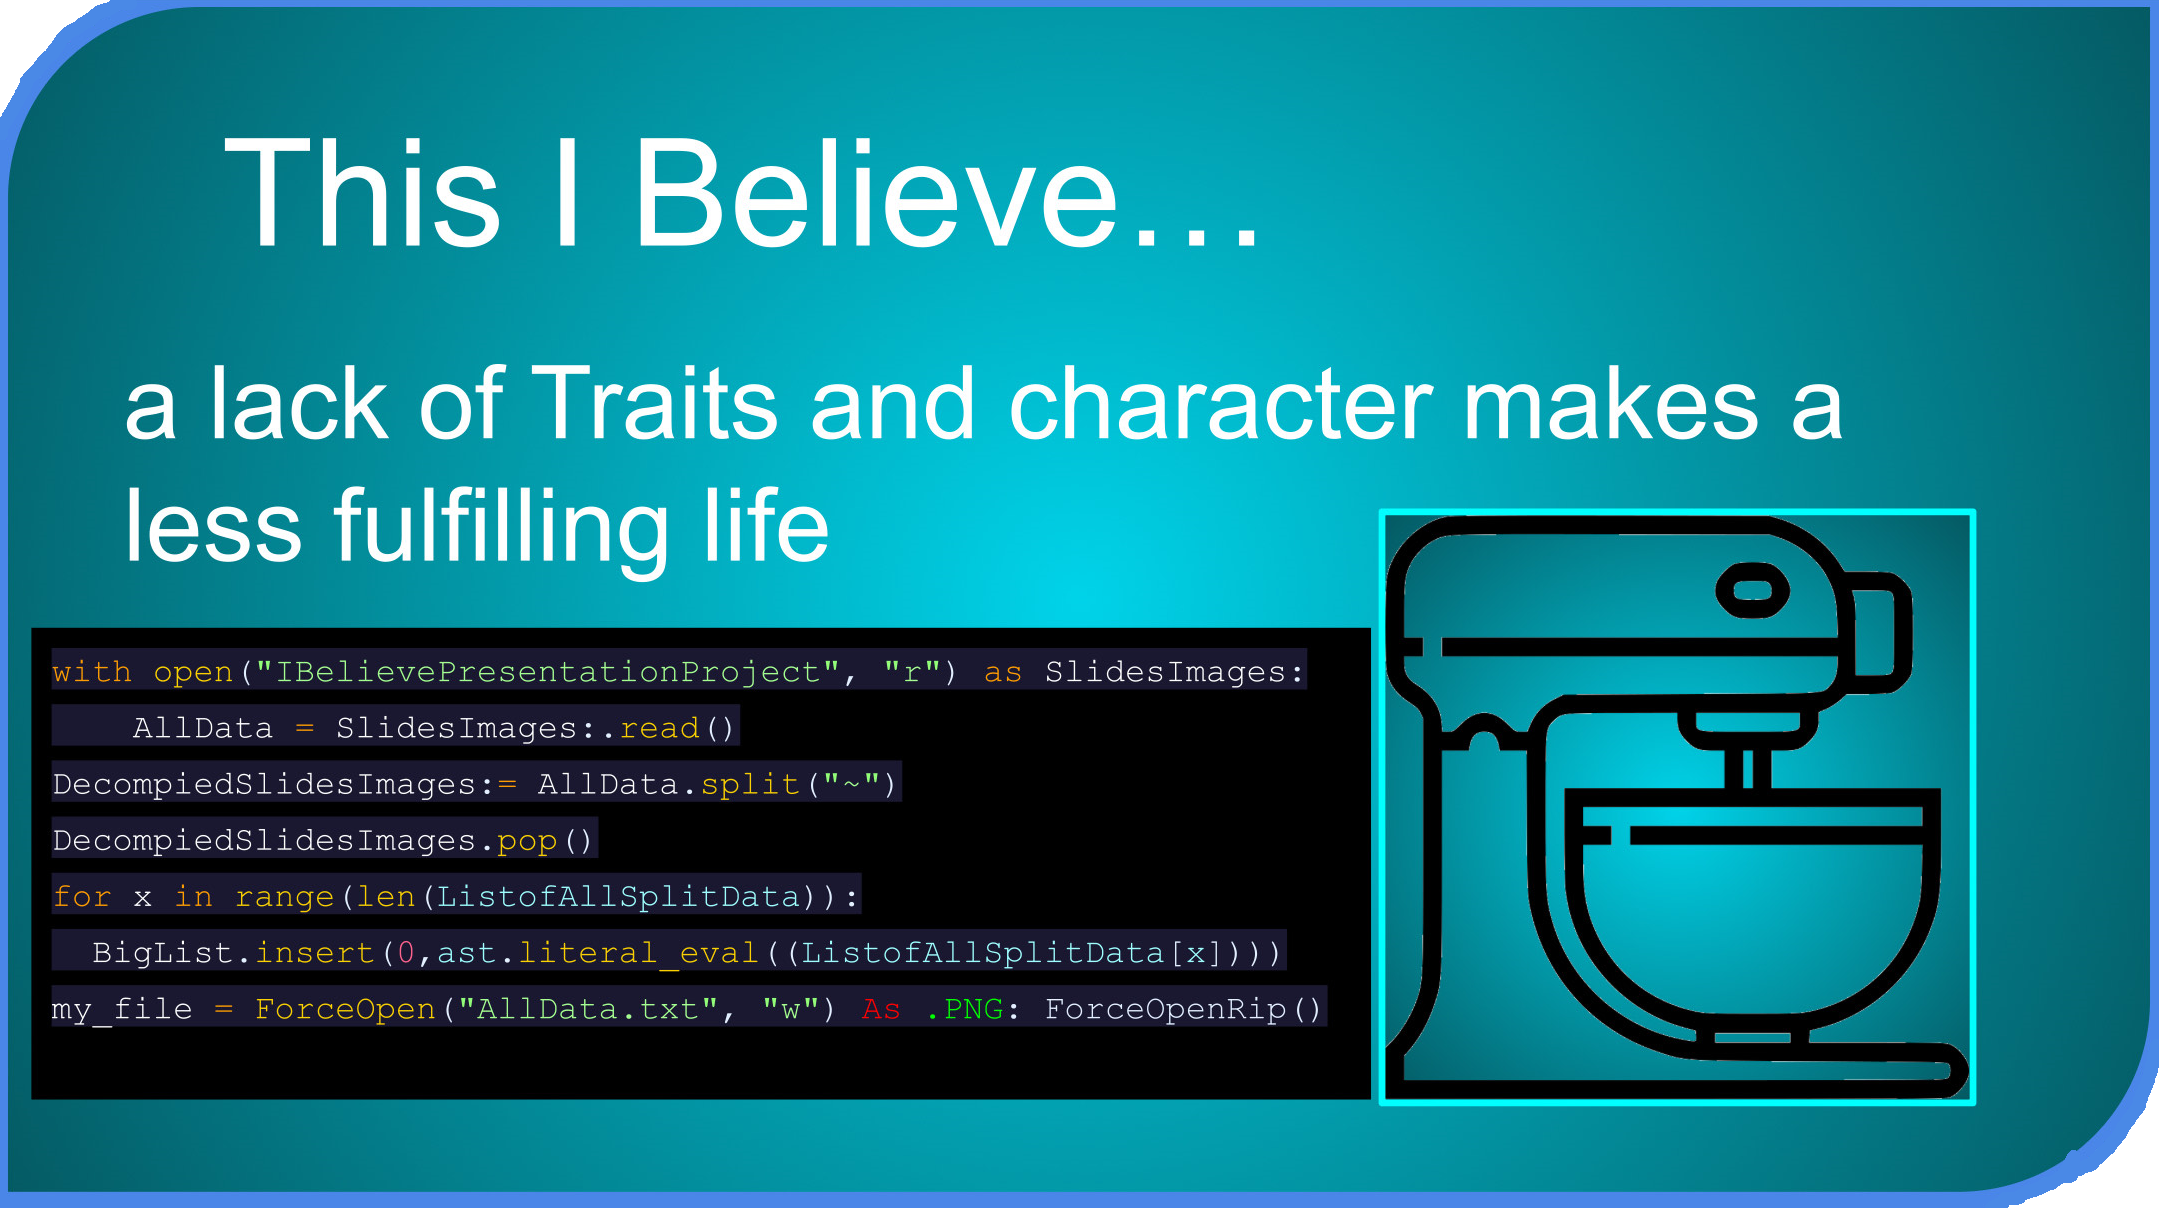 This I Believe...
a lack of Traits and character makes a
less fulfilling life
with open("IBelievePresentationProject", "r") as SlidesImages:
    AllData = SlidesImages:.read()
DecompiedSlidesImages:= AllData.split("~")
DecompiedSlidesImages.pop()
for x in range(len(ListofAllSplitData)):
  BigList.insert(0,ast.literal_eval((ListofAllSplitData[x])))
my_file = ForceOpen("AllData.txt", "w") As .PNG: ForceOpenRip()